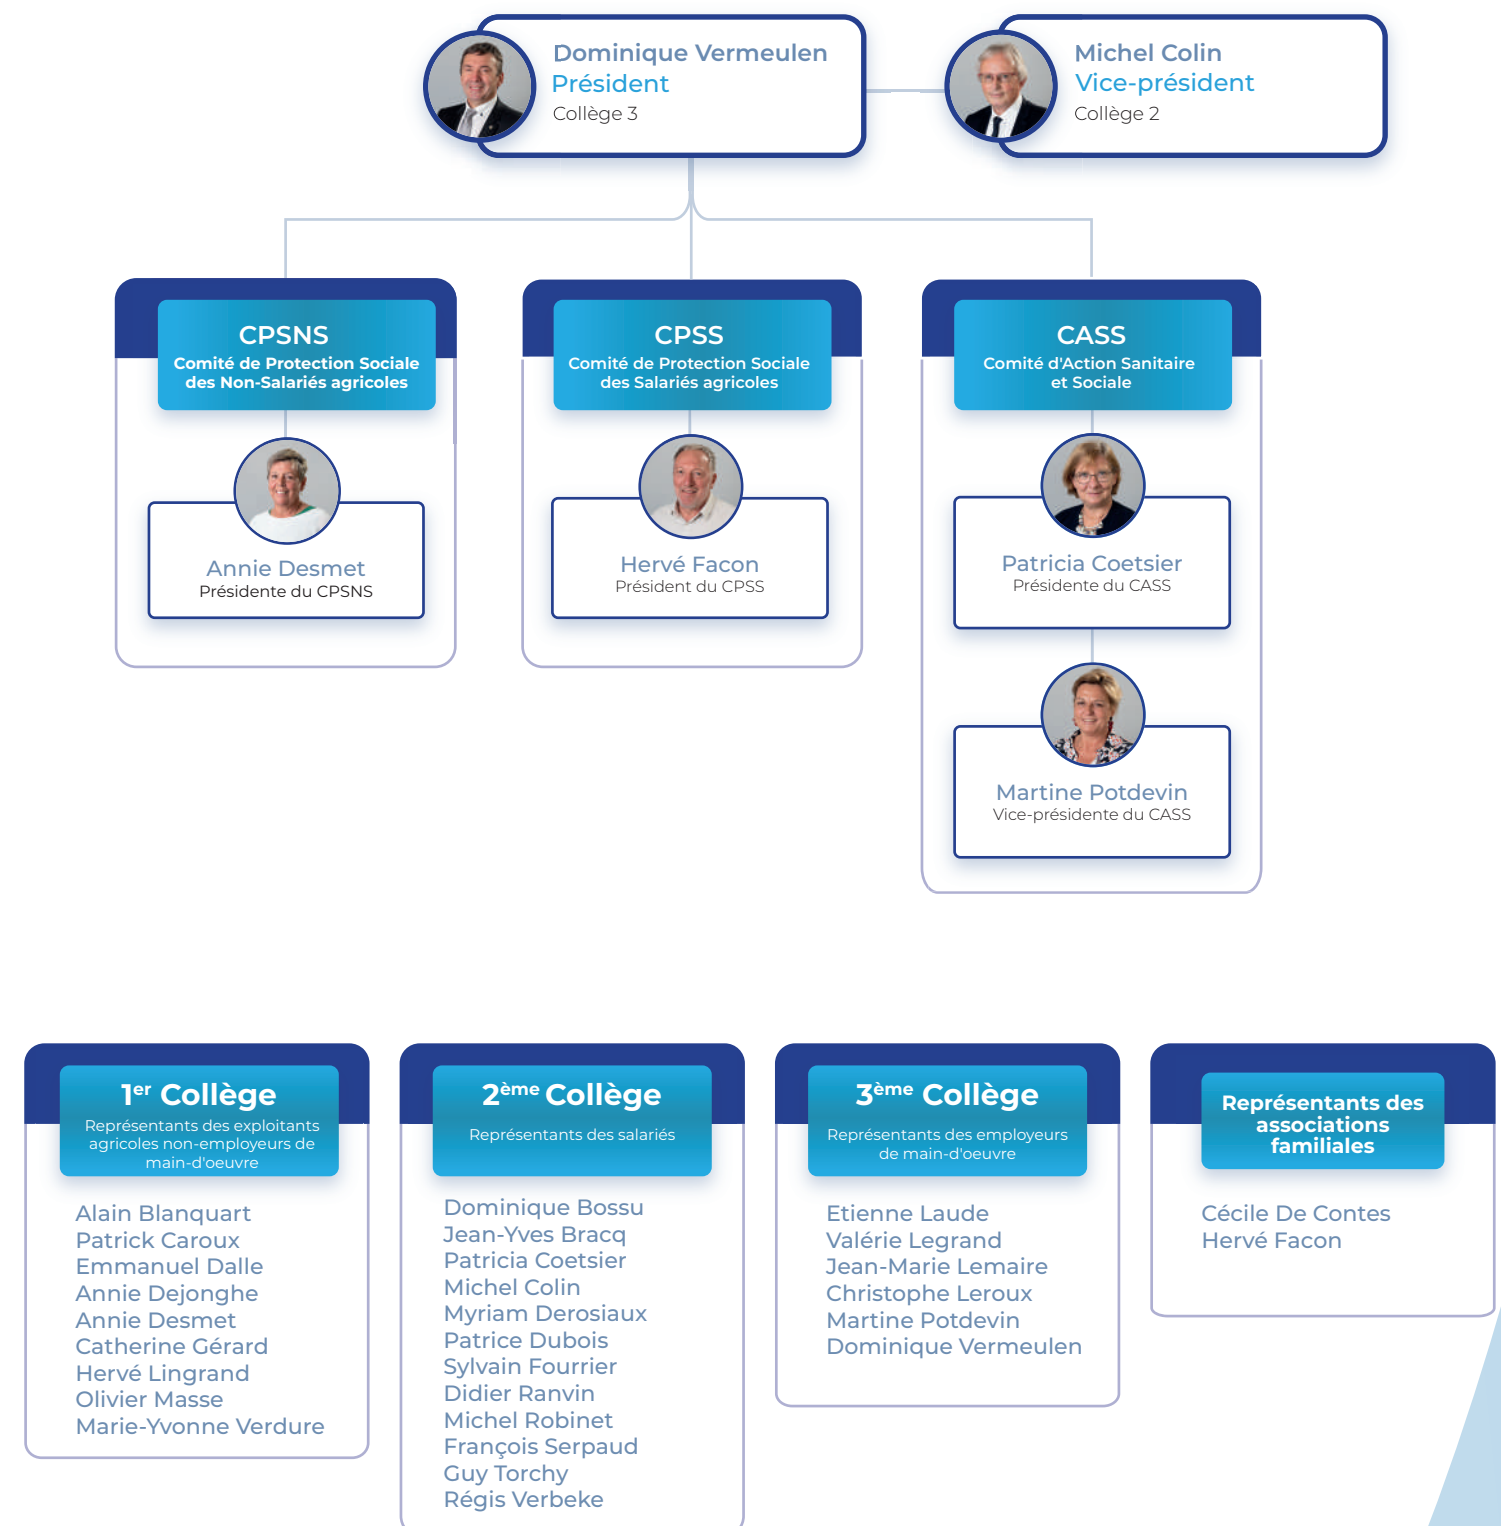 Dominique Vermeulen
Président
Collège 3
Michel Colin
Vice-président
Collège 2
CPSNS
Comité de Protection Sociale
des Non-Salariés agricoles
Annie Desmet
Présidente du CPSNS
CPSS
Comité de Protection Sociale
des Salariés agricoles
Hervé Facon
Président du CPSS
CASS
Comité d'Action Sanitaire
et Sociale
Patricia Coetsier
Présidente du CASS
Martine Potdevin
Vice-présidente du CASS
1er Collège
Représentants des exploitants
agricoles non-employeurs de
main-d'oeuvre
Alain Blanquart
Patrick Caroux
Emmanuel Dalle
Annie Dejonghe
Annie Desmet
Catherine Gérard
Hervé Lingrand
Olivier Masse
Marie-Yvonne Verdure
2ème Collège
Représentants des salariés
Dominique Bossu
Jean-Yves Bracq
Patricia Coetsier
Michel Colin
Myriam Derosiaux
Patrice Dubois
Sylvain Fourrier
Didier Ranvin
Michel Robinet
François Serpaud
Guy Torchy
Régis Verbeke
3ème Collège
Représentants des employeurs
de main-d'oeuvre
Etienne Laude
Valérie Legrand
Jean-Marie Lemaire
Christophe Leroux
Martine Potdevin
Dominique Vermeulen
Représentants des
associations
familiales
Cécile De Contes
Hervé Facon